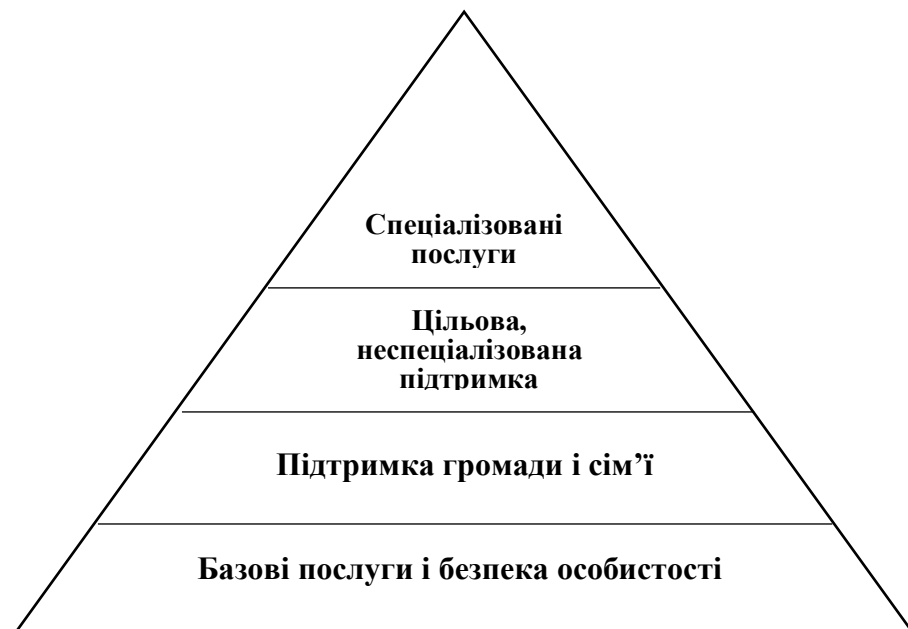 Спеціалізовані
послуги
Цільова,
неспеціалізована
підтримка
Підтримка громади і сім’ї
Базові послуги і безпека особистості